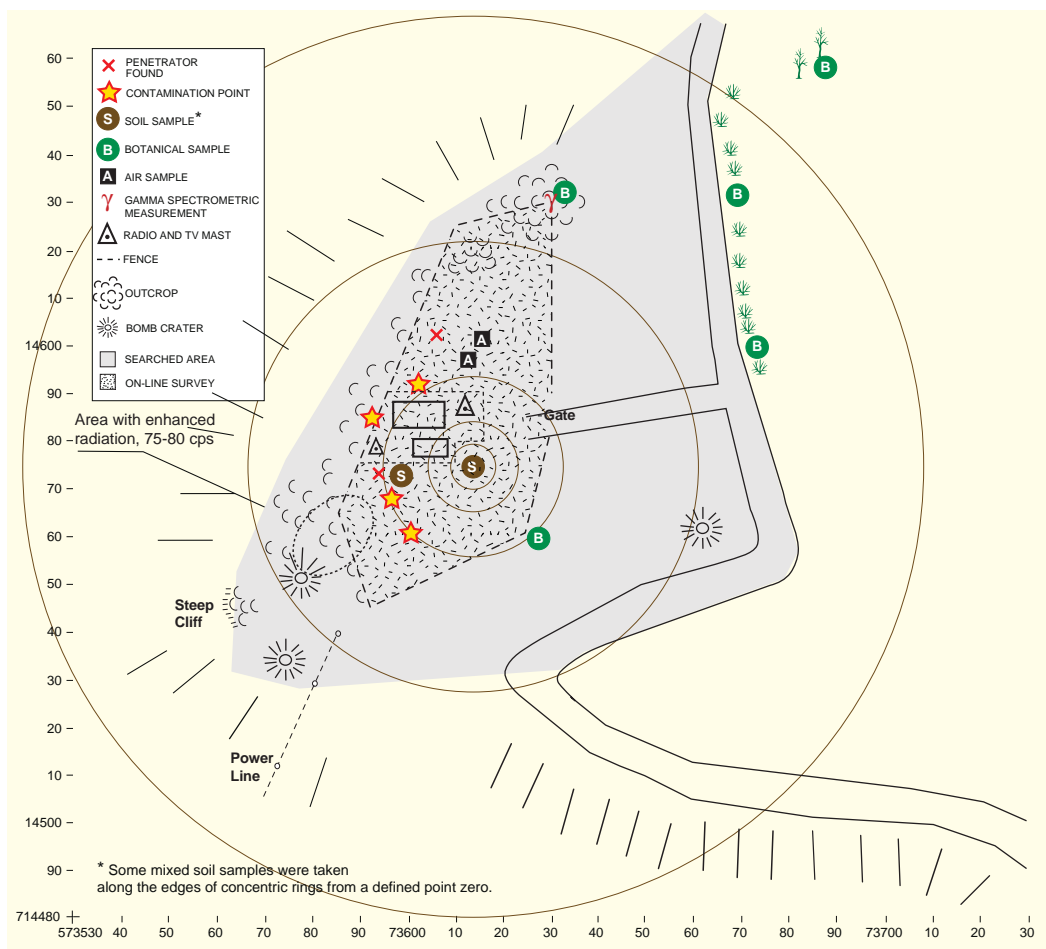 PENETRATOR
FOUND
CONTAMINATION POINT
S SOIL SAMPLE*
B BOTANICAL SAMPLE
A AIR SAMPLE
γ GAMMA SPECTROMETRIC
MEASUREMENT
RADIO AND TV MAST
FENCE
OUTCROP
BOMB CRATER
SEARCHED AREA
ON-LINE SURVEY
60
50
40
30
20
10
14600
90
80
70
60
50
40
30
20
10
14500
90
714480
B
B
γ
B
B
A
A
Gate
Area with enhanced
radiation, 75-80 cps
S
S
B
Steep
Cliff
Power
Line
* Some mixed soil samples were taken
along the edges of concentric rings from a defined point zero.
573530 40 50 60 70 80 90 73600 10 20 30 40 50 60 70 80 90 73700 10 20 30